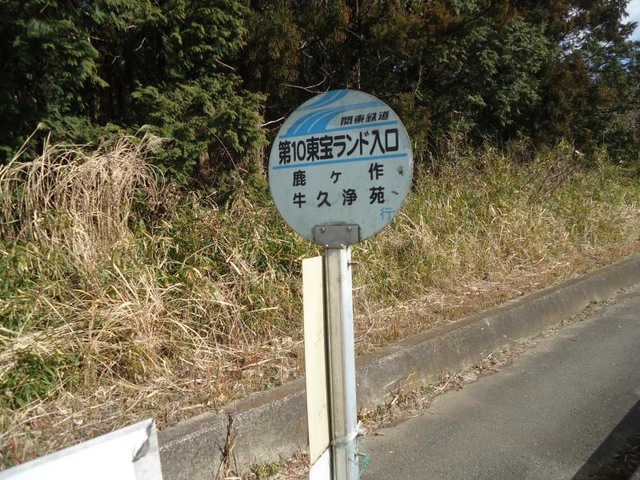 関東鉄道
第10東宝ランド入口
鹿ヶ作
牛久浄苑
行